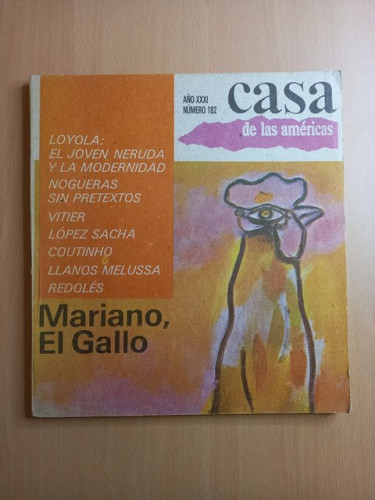 AÑO XXXI
NÚMERO 182
casa
de las américas
LOYOLA:
EL JOVEN NERUDA
Y LA MODERNIDAD
NOGUERAS
SIN PRETEXTOS
VITIER
LÓPEZ SACHA
COUTINHO
LLANOS MELUSSA
REDOLÉS
Mariano,
El Gallo